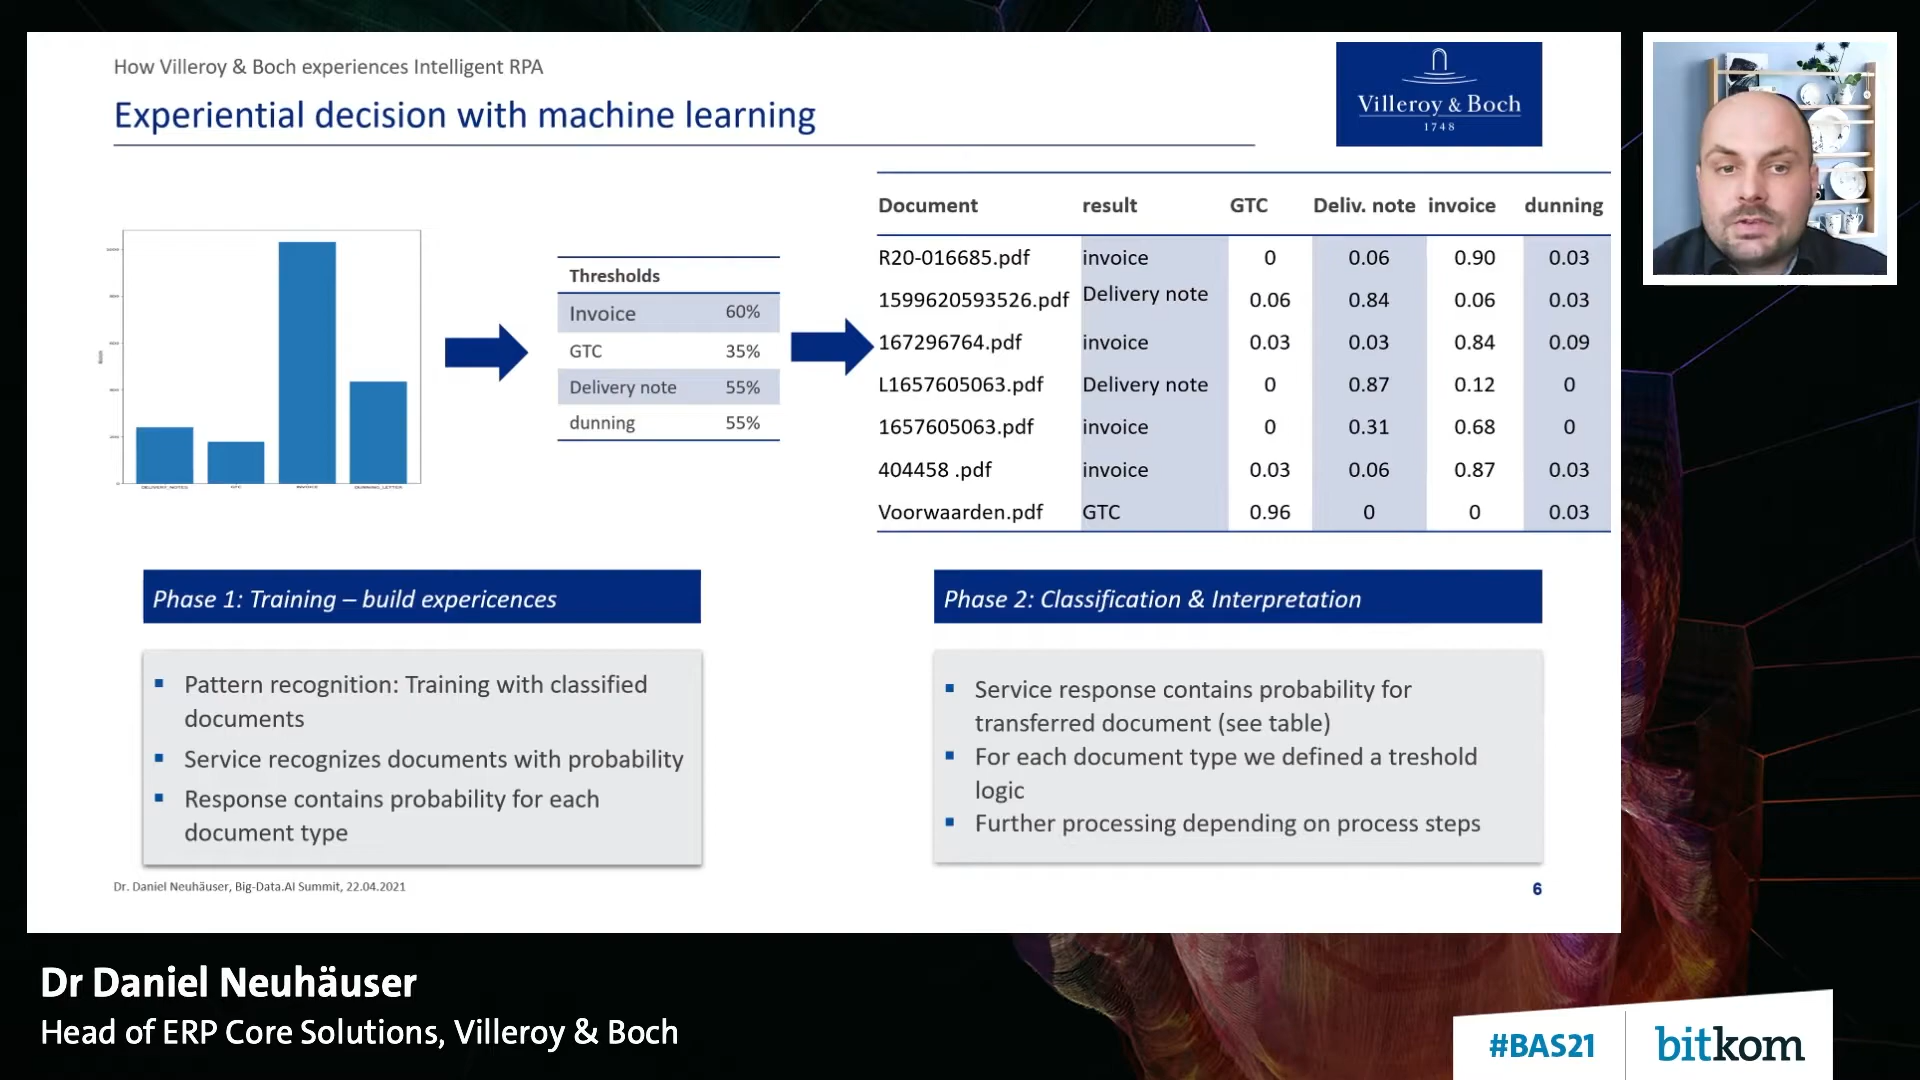 How Villeroy & Boch experiences Intelligent RPA
Experiential decision with machine learning
Villeroy & Boch
1748
DELIVERY_NOTES GTC INVOICE DUNNING_LETTER
Thresholds
Invoice 60%
GTC 35%
Delivery note 55%
dunning 55%
Document result GTC Deliv. note invoice dunning
R20-016685.pdf invoice 0 0.06 0.90 0.03
1599620593526.pdf Delivery note 0.06 0.84 0.06 0.03
167296764.pdf invoice 0.03 0.03 0.84 0.09
L1657605063.pdf Delivery note 0 0.87 0.12 0
1657605063.pdf invoice 0 0.31 0.68 0
404458 .pdf invoice 0.03 0.06 0.87 0.03
Voorwaarden.pdf GTC 0.96 0 0 0.03
Phase 1: Training – build expericences
Pattern recognition: Training with classified
documents
Service recognizes documents with probability
Response contains probability for each
document type
Phase 2: Classification & Interpretation
Service response contains probability for
transferred document (see table)
For each document type we defined a treshold
logic
Further processing depending on process steps
Dr. Daniel Neuhäuser, Big-Data.AI Summit, 22.04.2021
6
Dr Daniel Neuhäuser
Head of ERP Core Solutions, Villeroy & Boch
#BAS21
bitkom